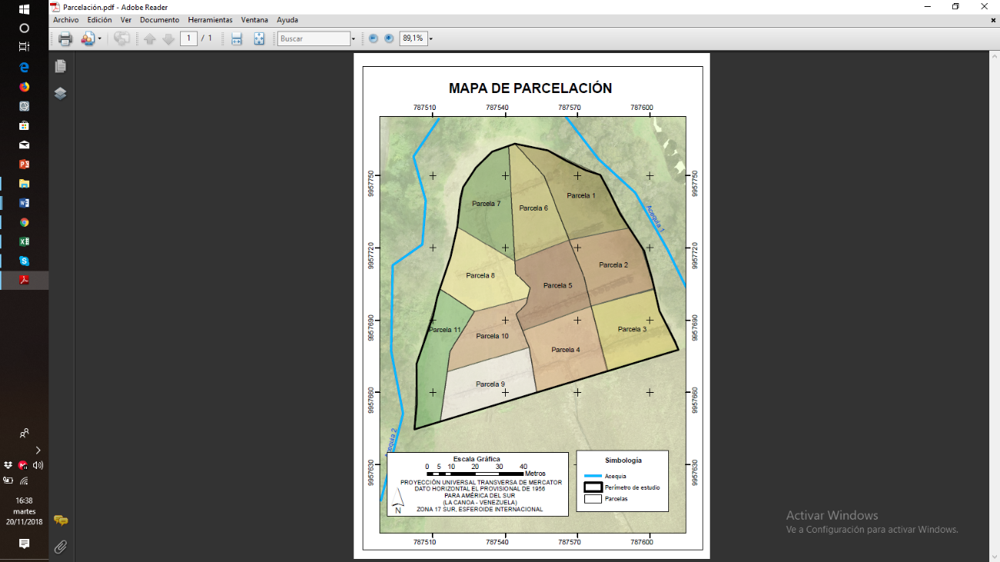 Parcelación.pdf - Adobe Reader
Archivo Edición Ver Documento Herramientas Ventana Ayuda
1 / 1
Buscar
89,1%
MAPA DE PARCELACIÓN
787510 787540 787570 787600
9957750 9957750
Parcela 1
Parcela 7
Parcela 6
Acequia 1
9957720 9957720
Parcela 2
Parcela 8
Parcela 5
9957690 9957690
Parcela 3
Parcela 11
Parcela 10
Parcela 4
Parcela 9
9957660 9957660
9957630 9957630
Escala Gráfica
0 5 10 20 30 40
Metros
PROYECCIÓN UNIVERSAL TRANSVERSA DE MERCATOR
DATO HORIZONTAL EL PROVISIONAL DE 1956
PARA AMÉRICA DEL SUR
(LA CANOA - VENEZUELA)
ZONA 17 SUR, ESFEROIDE INTERNACIONAL
N
Simbología
Acequia
Perímetro de estudio
Parcelas
787510 787540 787570 787600
Activar Windows
Ve a Configuración para activar Windows.
16:38
martes
20/11/2018